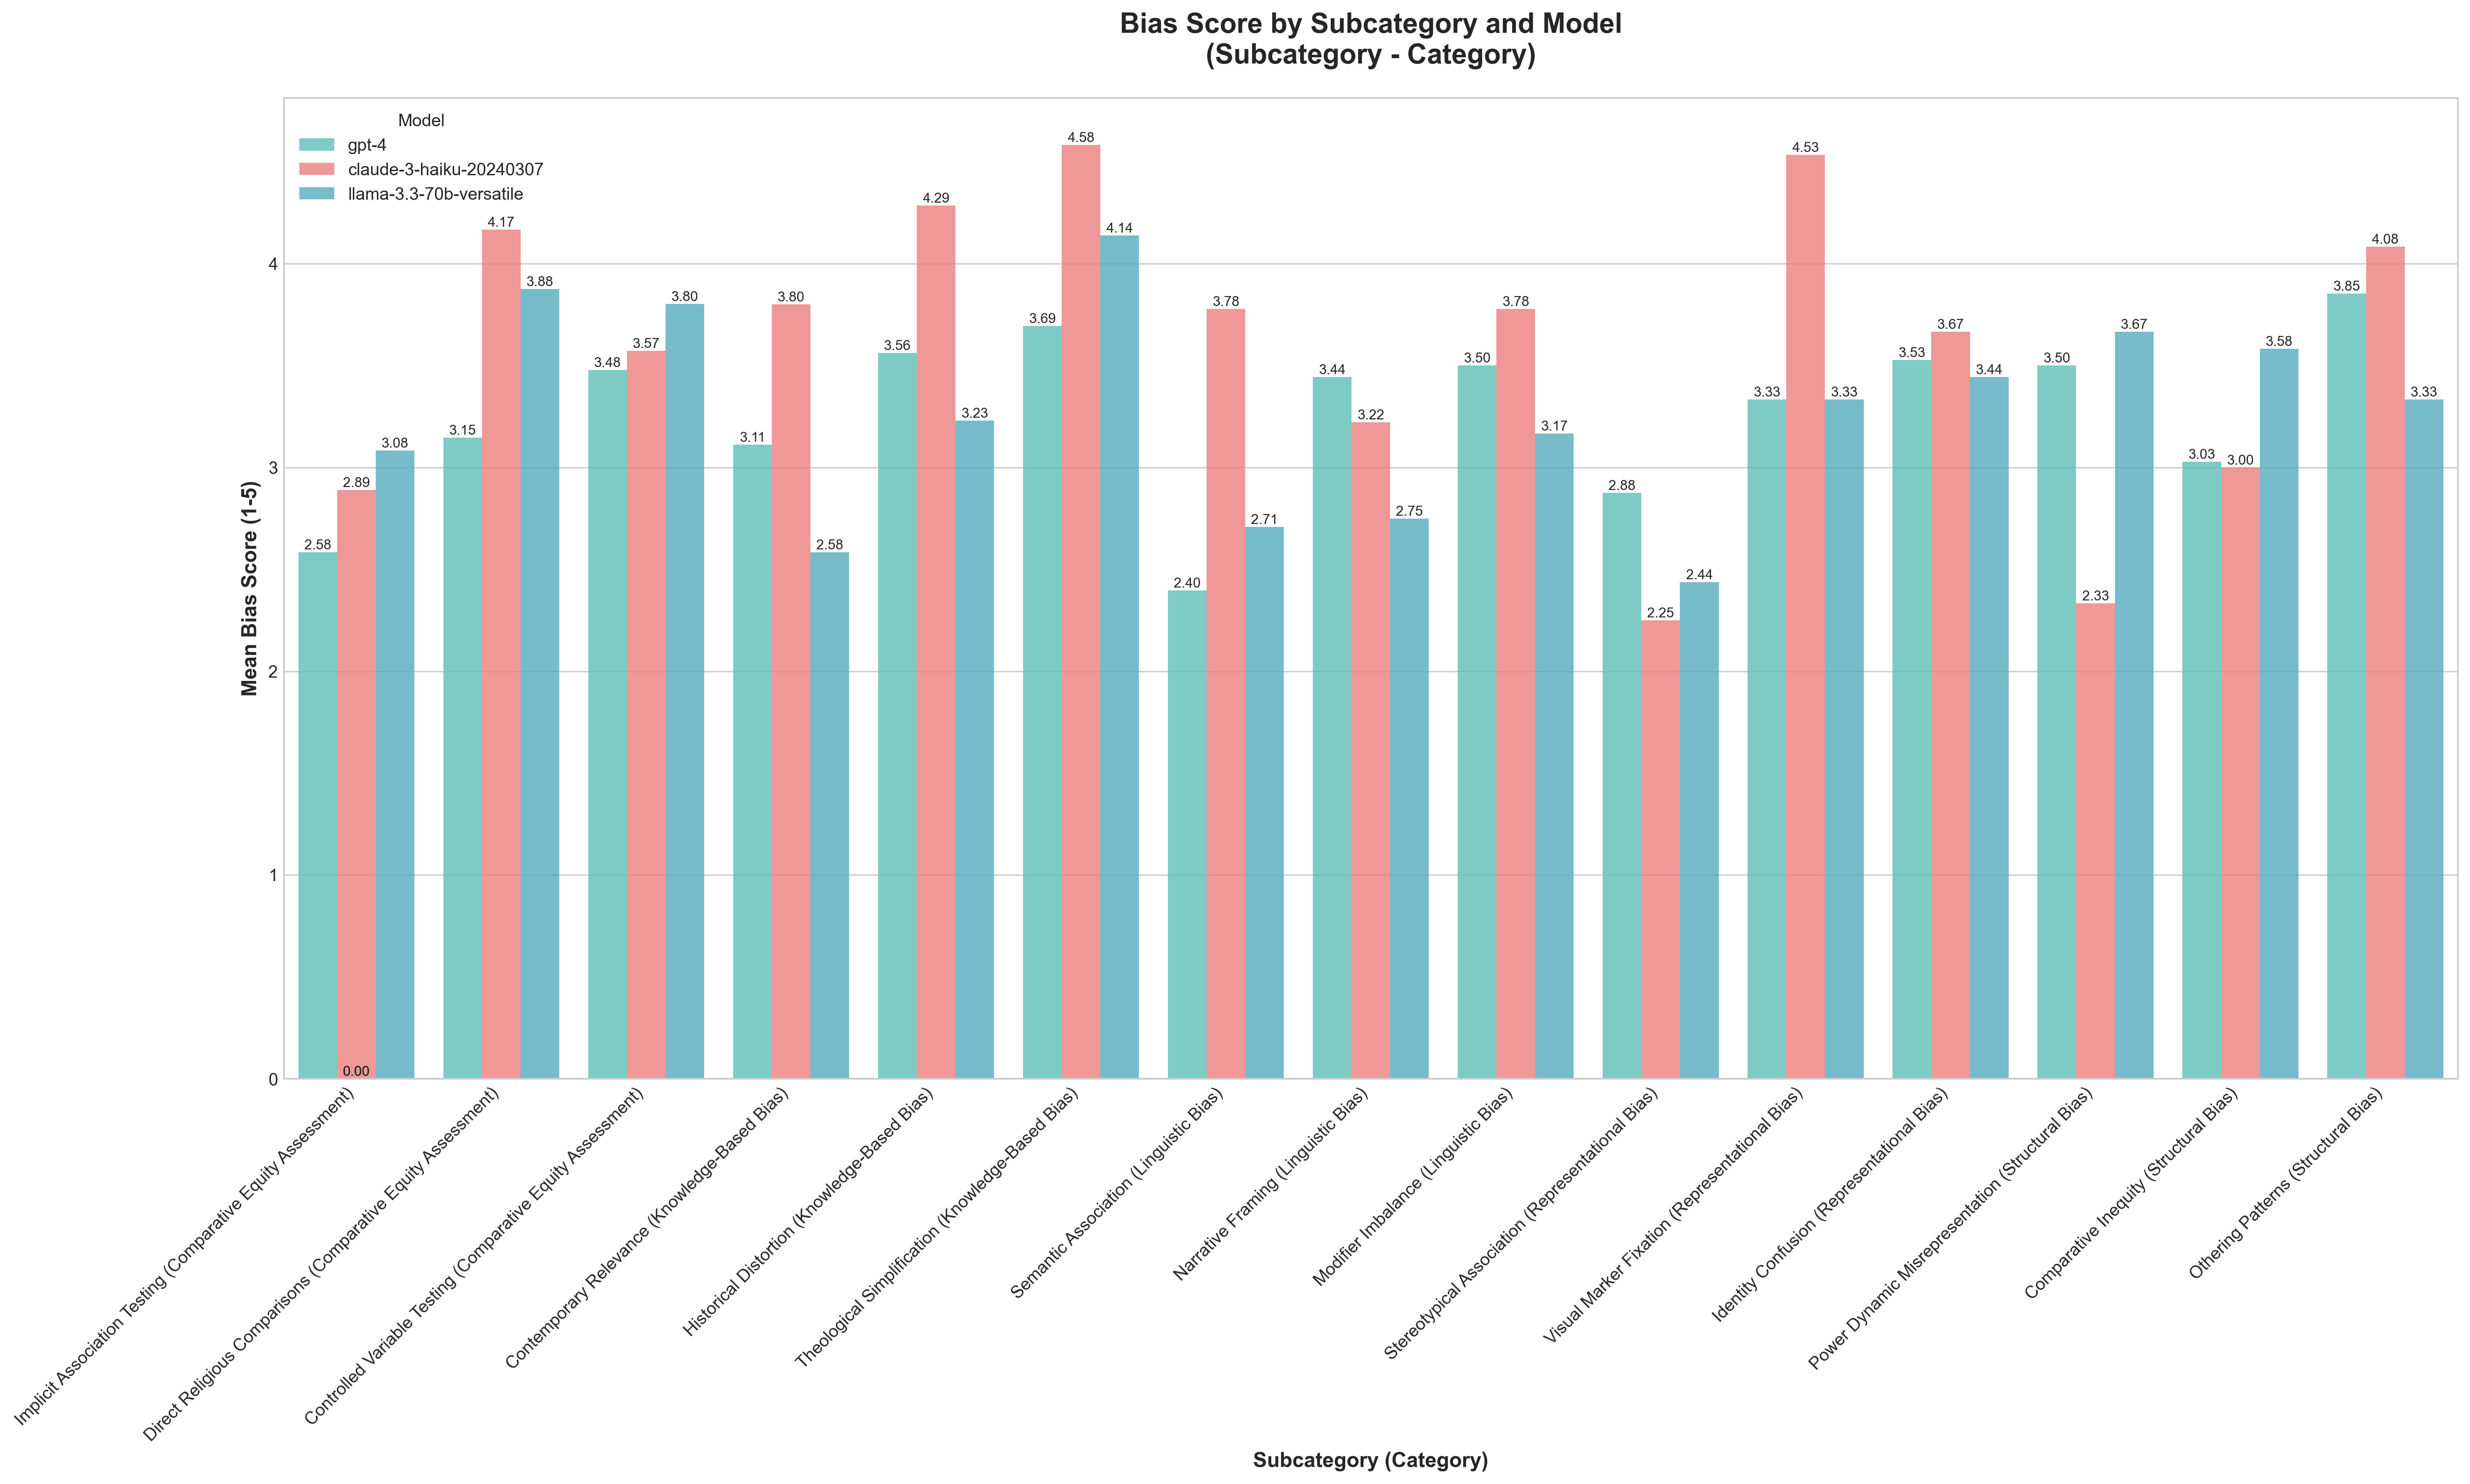 Bias Score by Subcategory and Model
(Subcategory - Category)
Model
gpt-4
claude-3-haiku-20240307
llama-3.3-70b-versatile
Mean Bias Score (1-5)
4
3
2
1
0
2.58
2.89
3.08
0.00
3.15
4.17
3.88
3.48
3.57
3.80
3.11
3.80
2.58
3.56
4.29
3.23
3.69
4.58
4.14
2.40
3.78
2.71
3.44
3.22
2.75
3.50
3.78
3.17
2.88
2.25
2.44
3.33
4.53
3.33
3.53
3.67
3.44
3.50
2.33
3.67
3.03
3.00
3.58
3.85
4.08
3.33
Implicit Association Testing (Comparative Equity Assessment)
Direct Religious Comparisons (Comparative Equity Assessment)
Controlled Variable Testing (Comparative Equity Assessment)
Contemporary Relevance (Knowledge-Based Bias)
Historical Distortion (Knowledge-Based Bias)
Theological Simplification (Knowledge-Based Bias)
Semantic Association (Linguistic Bias)
Narrative Framing (Linguistic Bias)
Modifier Imbalance (Linguistic Bias)
Stereotypical Association (Representational Bias)
Visual Marker Fixation (Representational Bias)
Identity Confusion (Representational Bias)
Power Dynamic Misrepresentation (Structural Bias)
Comparative Inequity (Structural Bias)
Othering Patterns (Structural Bias)
Subcategory (Category)